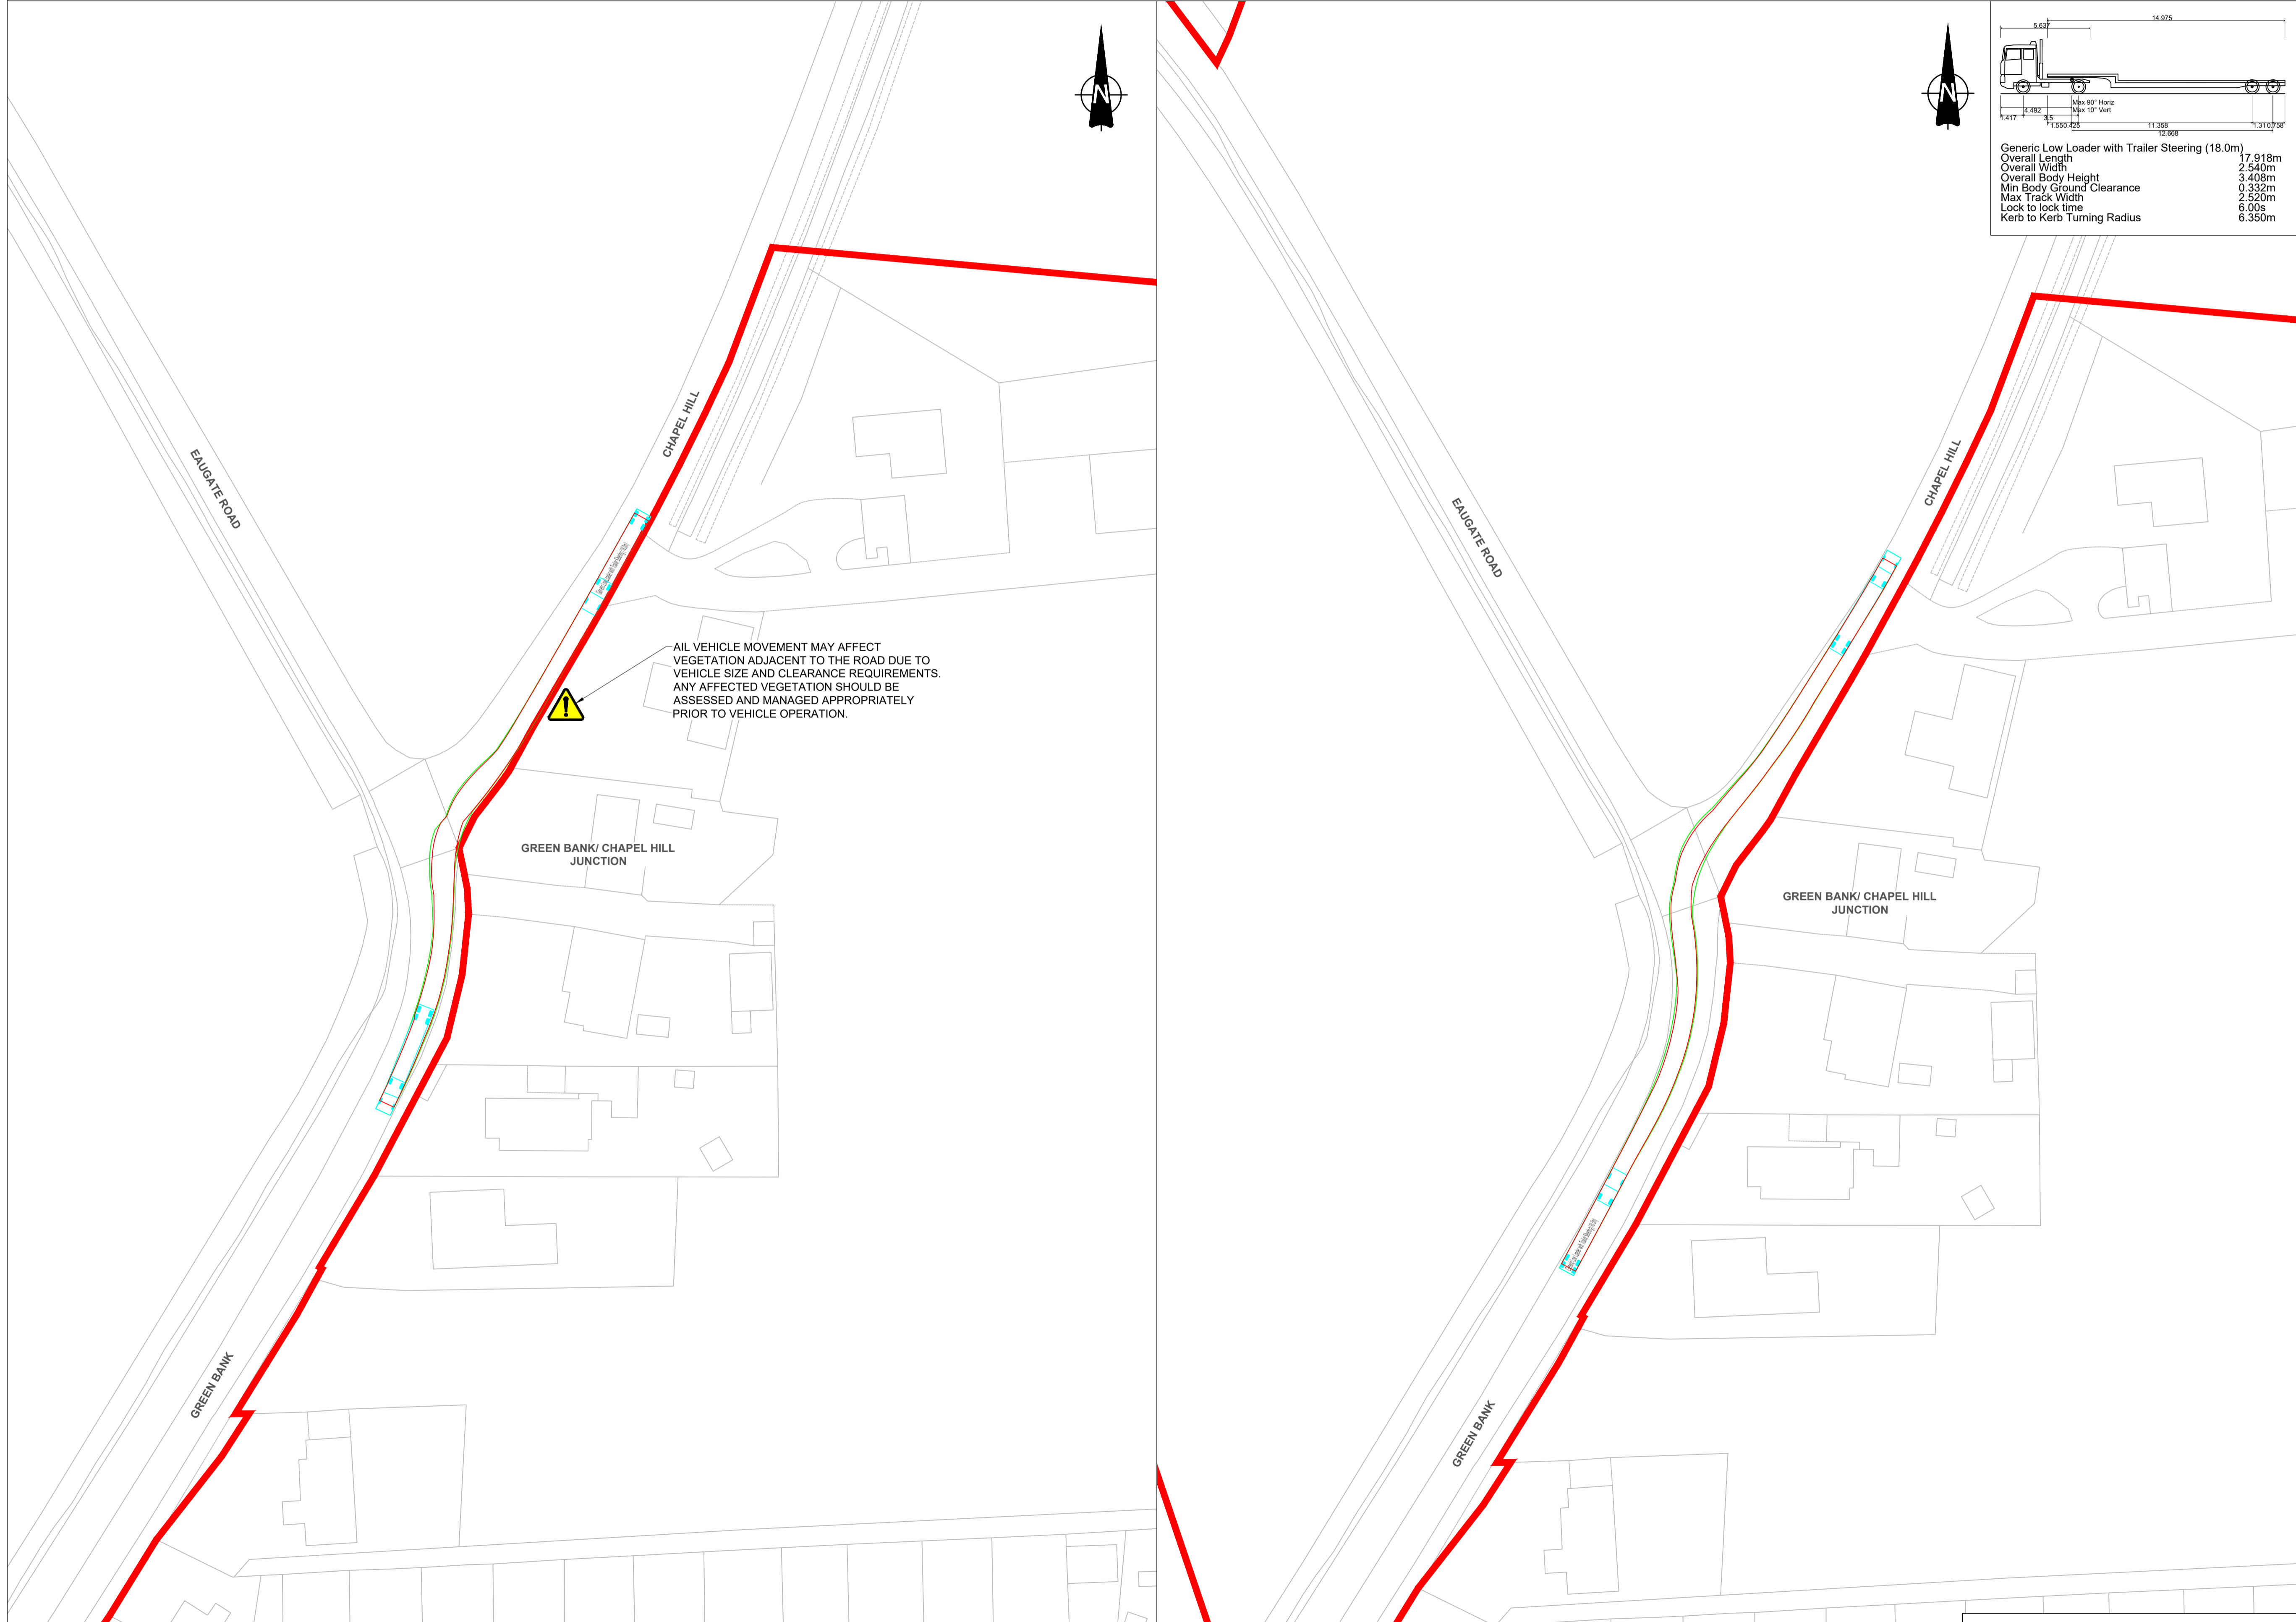 N
CHAPEL HILL
EAUGATE ROAD
AIL VEHICLE MOVEMENT MAY AFFECT
VEGETATION ADJACENT TO THE ROAD DUE TO
VEHICLE SIZE AND CLEARANCE REQUIREMENTS.
ANY AFFECTED VEGETATION SHOULD BE
ASSESSED AND MANAGED APPROPRIATELY
PRIOR TO VEHICLE OPERATION.
GREEN BANK/ CHAPEL HILL
JUNCTION
GREEN BANK
N
14.975
5.637
Max 90° Horiz
Max 10° Vert
4.492
1.417
3.5
1.550.425
11.358
1.310.758
12.668
Generic Low Loader with Trailer Steering (18.0m)
Overall Length 17.918m
Overall Width 2.540m
Overall Body Height 3.408m
Min Body Ground Clearance 0.332m
Max Track Width 2.520m
Lock to lock time 6.00s
Kerb to Kerb Turning Radius 6.350m
CHAPEL HILL
EAUGATE ROAD
GREEN BANK/ CHAPEL HILL
JUNCTION
GREEN BANK